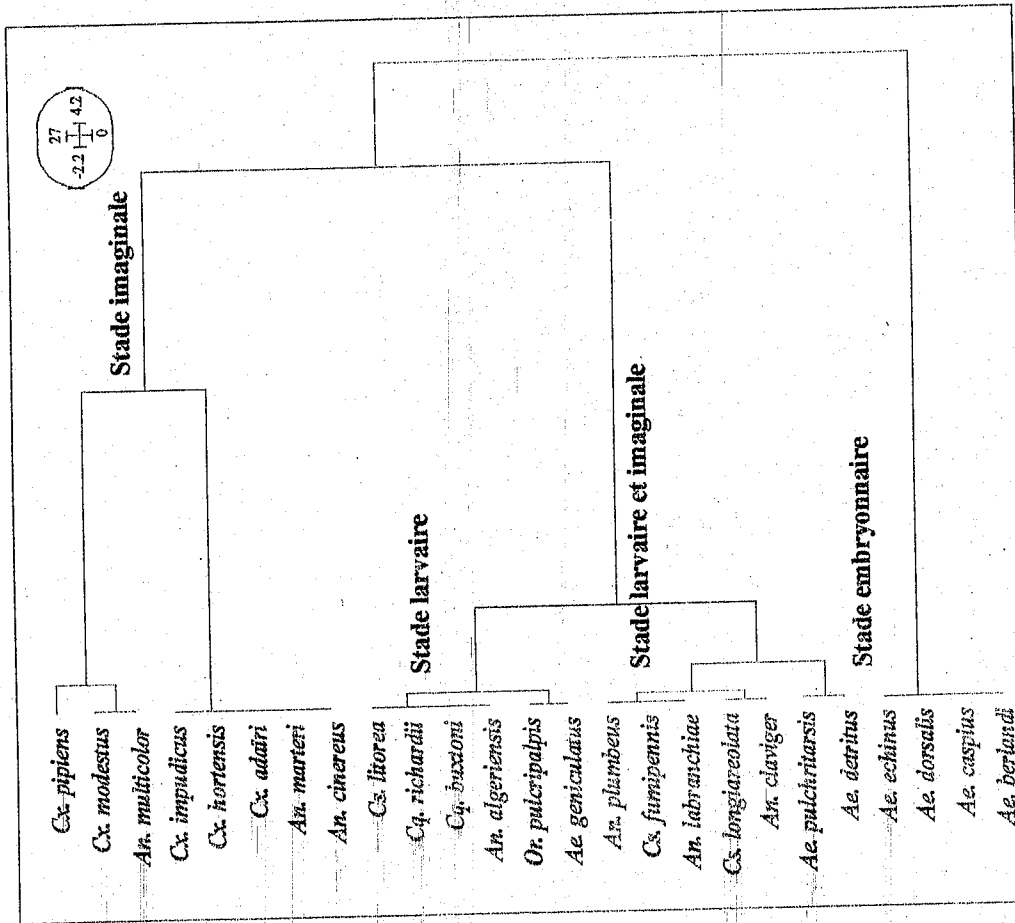 27
-2.2 4.2
0
Stade imaginale
Stade larvaire
Stade larvaire et imaginale
Stade embryonnaire
Cx. pipiens
Cx. modestus
An. multicolor
Cx. impudicus
Cx. hortensis
Cx. adairi
An. marteri
An. cinereus
Cs. litorea
Cq. richardii
Cq. buxtoni
An. algeriensis
Or. pulcripalpis
Ae. geniculatus
An. plumbeus
Cs. fumipennis
An. labranchiae
Cs. longiareolata
An. claviger
Ae. pulchritarsis
Ae. detritus
Ae. echinus
Ae. dorsalis
Ae. caspius
Ae. berlandi